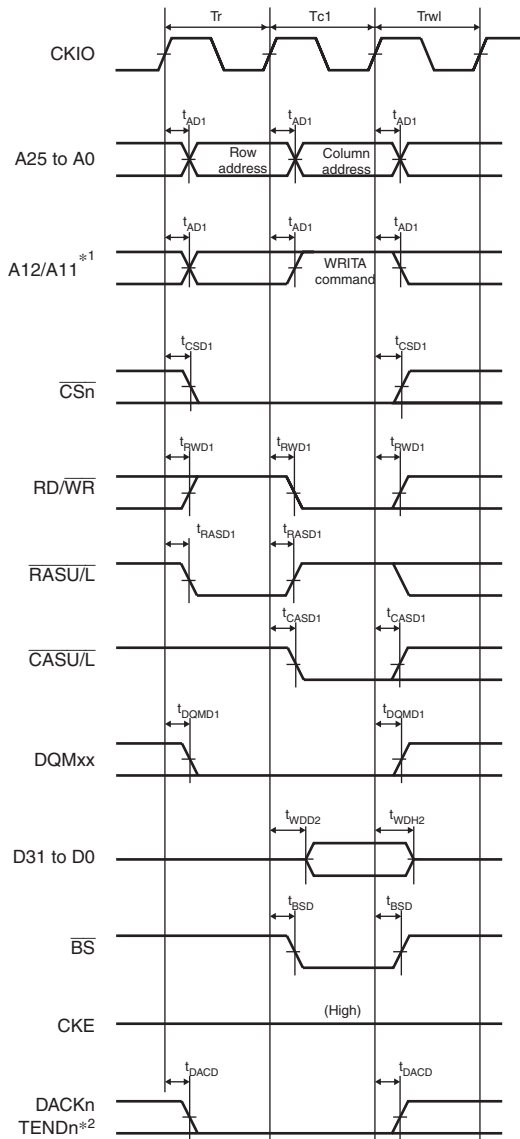 Tr Tc1 Trwl
CKIO
tAD1 tAD1 tAD1
A25 to A0
Row address
Column address
tAD1 tAD1 tAD1
A12/A11*1
WRITA command
tCSD1 tCSD1
CSn
tRWD1 tRWD1 tRWD1
RD/WR
tRASD1 tRASD1
RASU/L
tCASD1 tCASD1
CASU/L
tDQMD1 tDQMD1
DQMxx
tWDD2 tWDH2
D31 to D0
tBSD tBSD
BS
(High)
CKE
tDACD tDACD
DACKn
TENDn*2